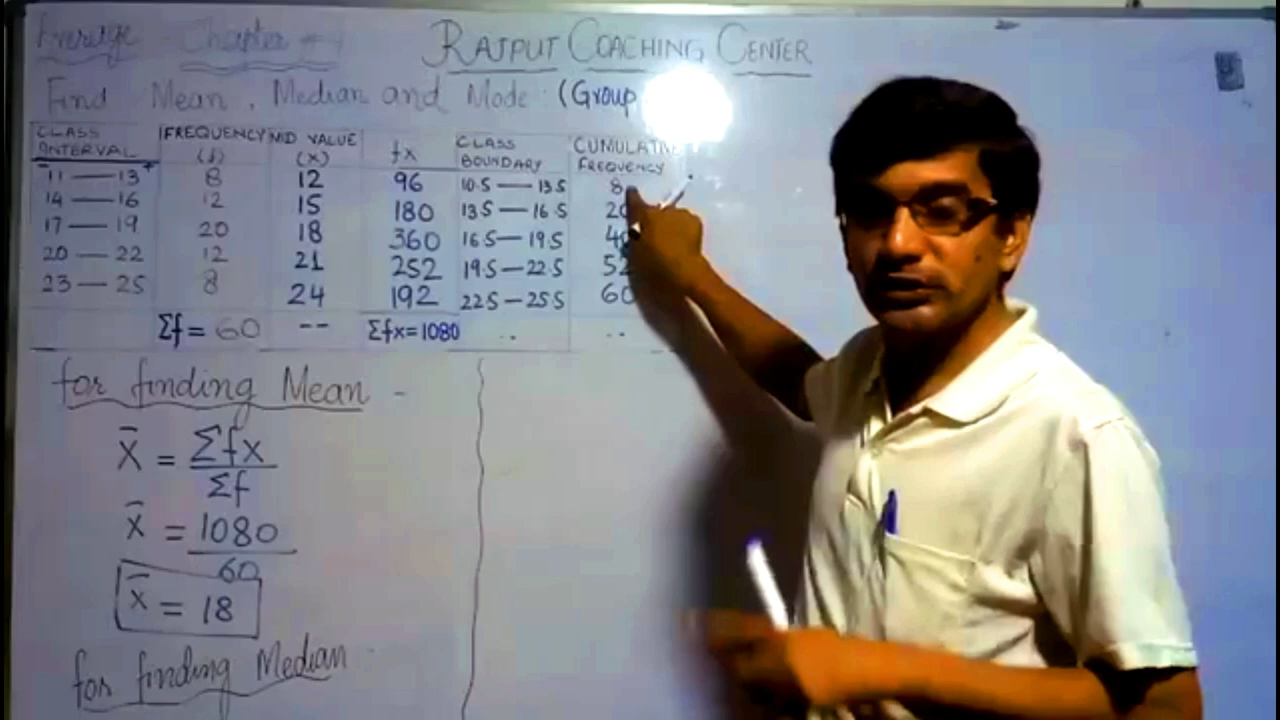 Average Chapter #4
RAJPUT COACHING CENTER
Find Mean, Median and Mode: (Group
CLASS INTERVAL FREQUENCY (f) MID VALUE (x) fx CLASS BOUNDARY CUMULATIVE FREQUENCY
11 — 13 8 12 96 10.5 — 13.5 8
14 — 16 12 15 180 13.5 — 16.5 20
17 — 19 20 18 360 16.5 — 19.5 40
20 — 22 12 21 252 19.5 — 22.5 52
23 — 25 8 24 192 22.5 — 25.5 60
Σf = 60 -- Σfx=1080 .. ..
for finding Mean -
X̄ = Σfx / Σf
X̄ = 1080 / 60
X̄ = 18
for finding Median